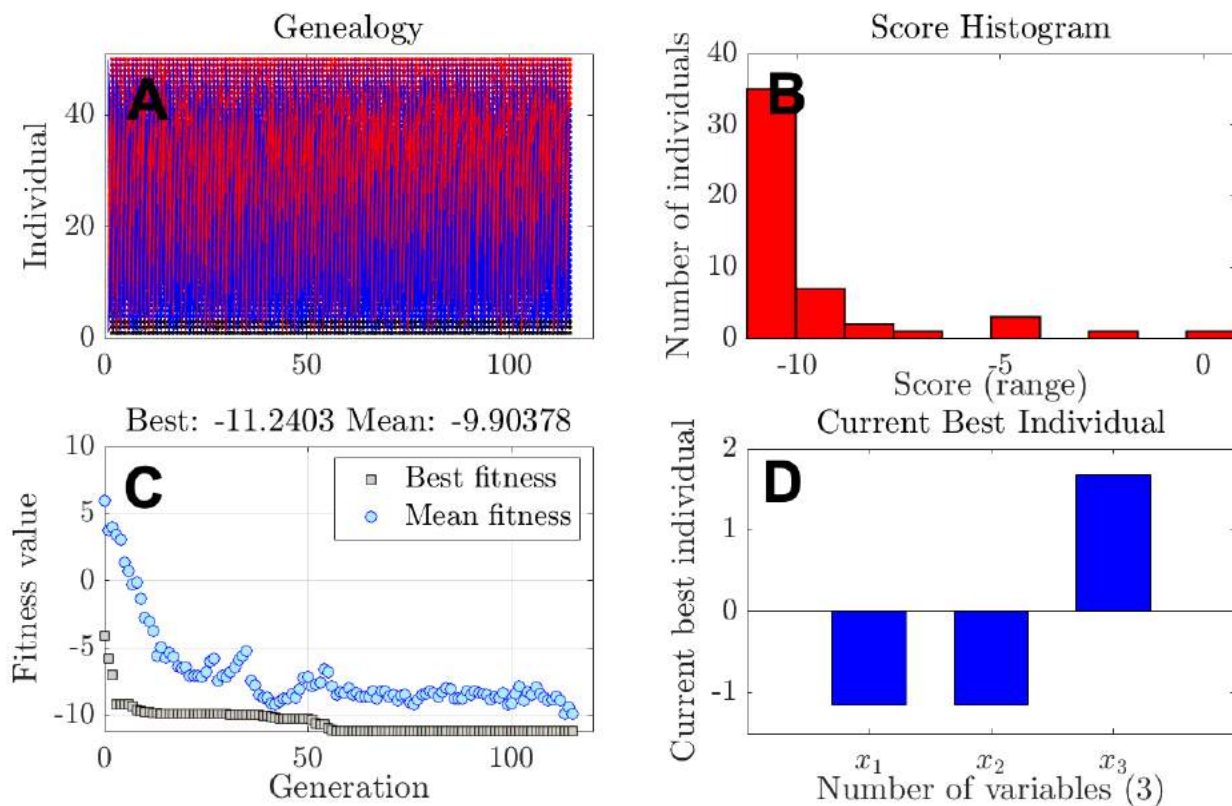 Genealogy
A
Individual
40
20
0
0
50
100
Score Histogram
B
Number of individuals
40
30
20
10
0
-10
-5
0
Score (range)
Best: -11.2403 Mean: -9.90378
C
Best fitness
Mean fitness
Fitness value
10
5
0
-5
-10
0
50
100
Generation
Current Best Individual
D
Current best individual
2
1
0
-1
x₁
x₂
x₃
Number of variables (3)